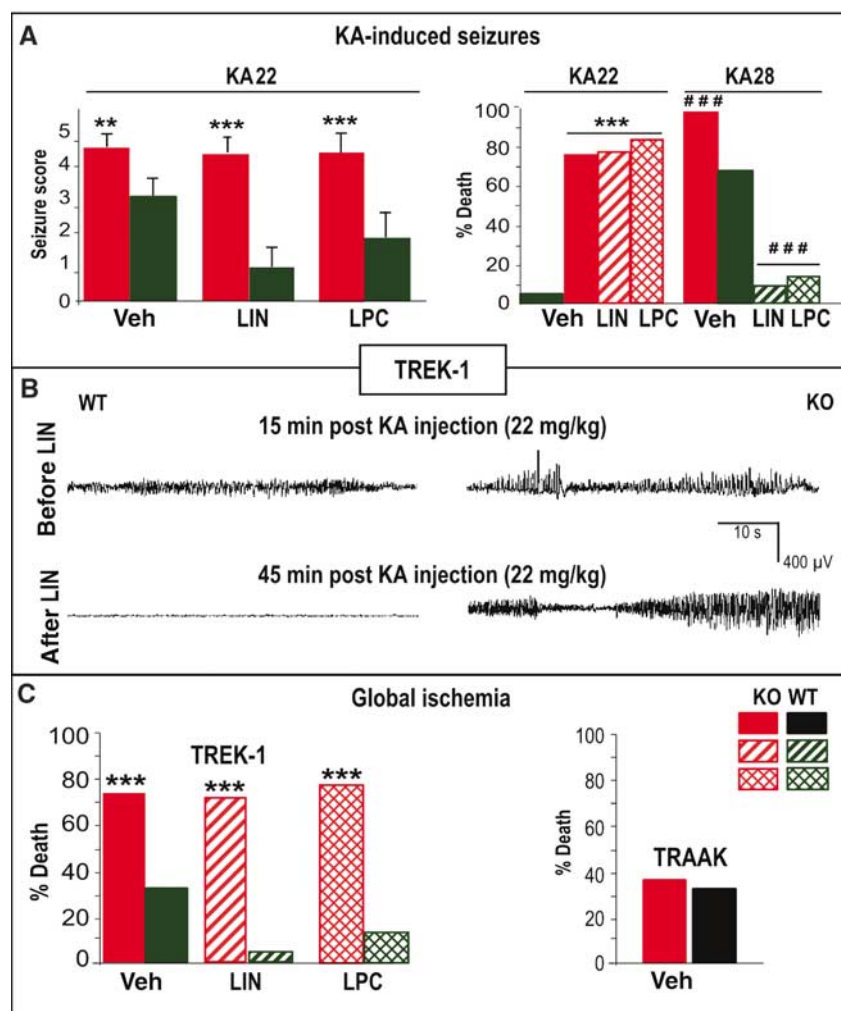 A
KA-induced seizures
KA22
Seizure score
5
4
3
2
1
0
**
***
***
Veh
LIN
LPC
KA22
KA28
% Death
100
80
60
40
20
0
***
###
###
Veh LIN LPC
Veh LIN LPC
TREK-1
B
WT
KO
15 min post KA injection (22 mg/kg)
Before LIN
10 s
400 µV
45 min post KA injection (22 mg/kg)
After LIN
C
Global ischemia
KO WT
% Death
100
80
60
40
20
0
TREK-1
***
***
***
Veh
LIN
LPC
% Death
100
80
60
40
20
0
TRAAK
Veh